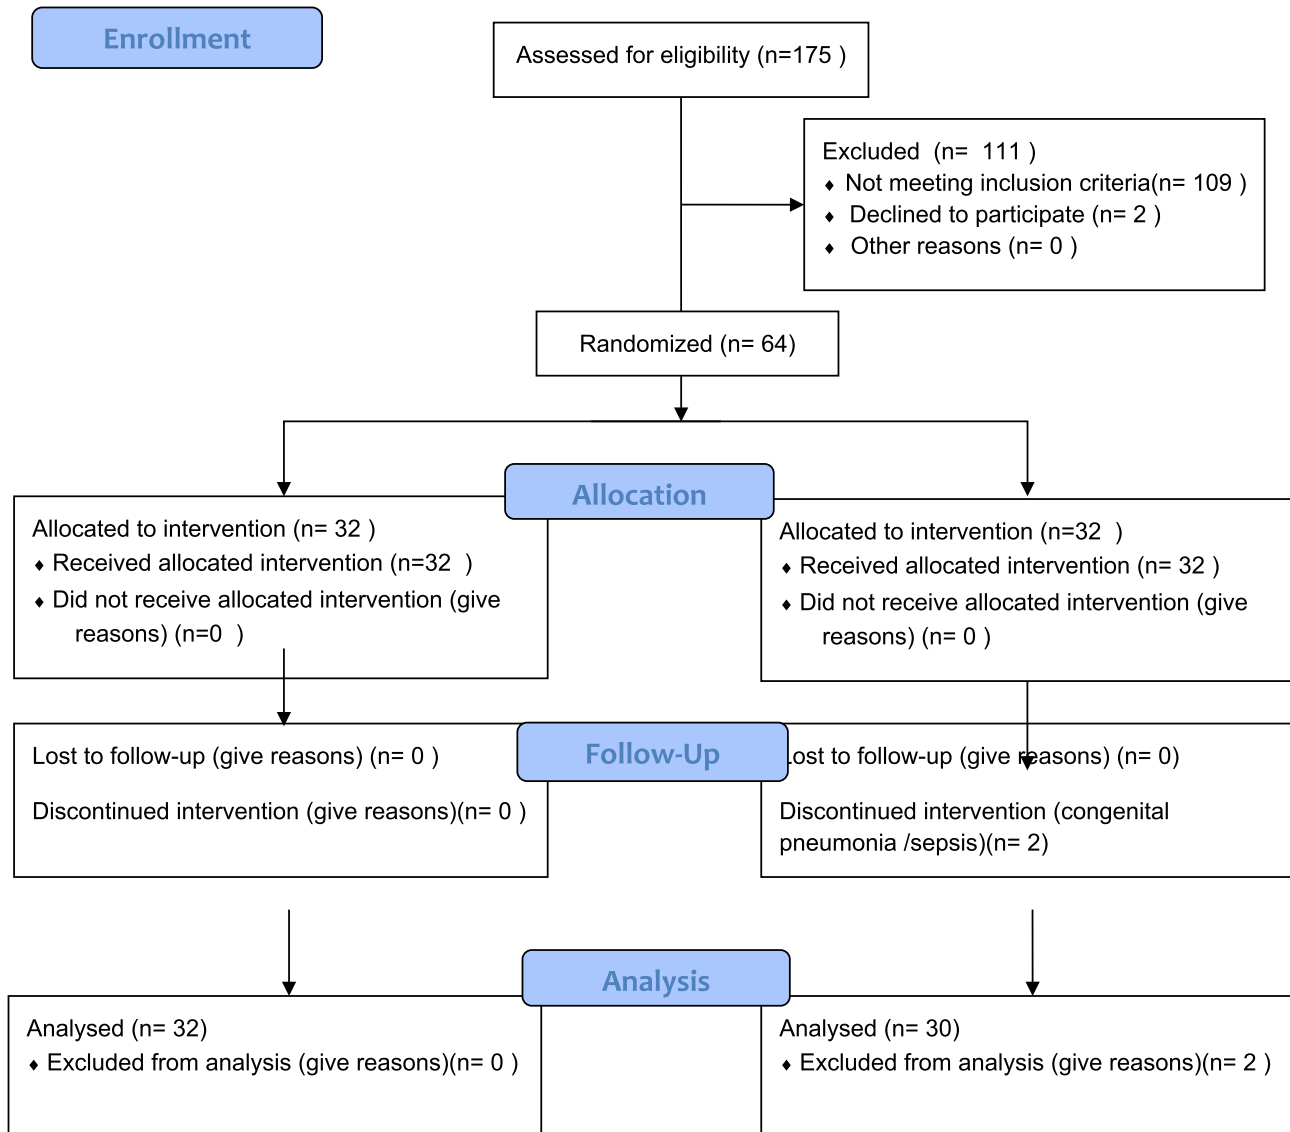 Enrollment
Assessed for eligibility (n=175 )
Excluded (n= 111 )
♦ Not meeting inclusion criteria(n= 109 )
♦ Declined to participate (n= 2 )
♦ Other reasons (n= 0 )
Randomized (n= 64)
Allocation
Allocated to intervention (n= 32 )
♦ Received allocated intervention (n=32 )
♦ Did not receive allocated intervention (give
reasons) (n=0 )
Allocated to intervention (n=32 )
♦ Received allocated intervention (n= 32 )
♦ Did not receive allocated intervention (give
reasons) (n= 0 )
Follow-Up
Lost to follow-up (give reasons) (n= 0 )
Discontinued intervention (give reasons)(n= 0 )
Lost to follow-up (give reasons) (n= 0)
Discontinued intervention (congenital
pneumonia /sepsis)(n= 2)
Analysis
Analysed (n= 32)
♦ Excluded from analysis (give reasons)(n= 0 )
Analysed (n= 30)
♦ Excluded from analysis (give reasons)(n= 2 )